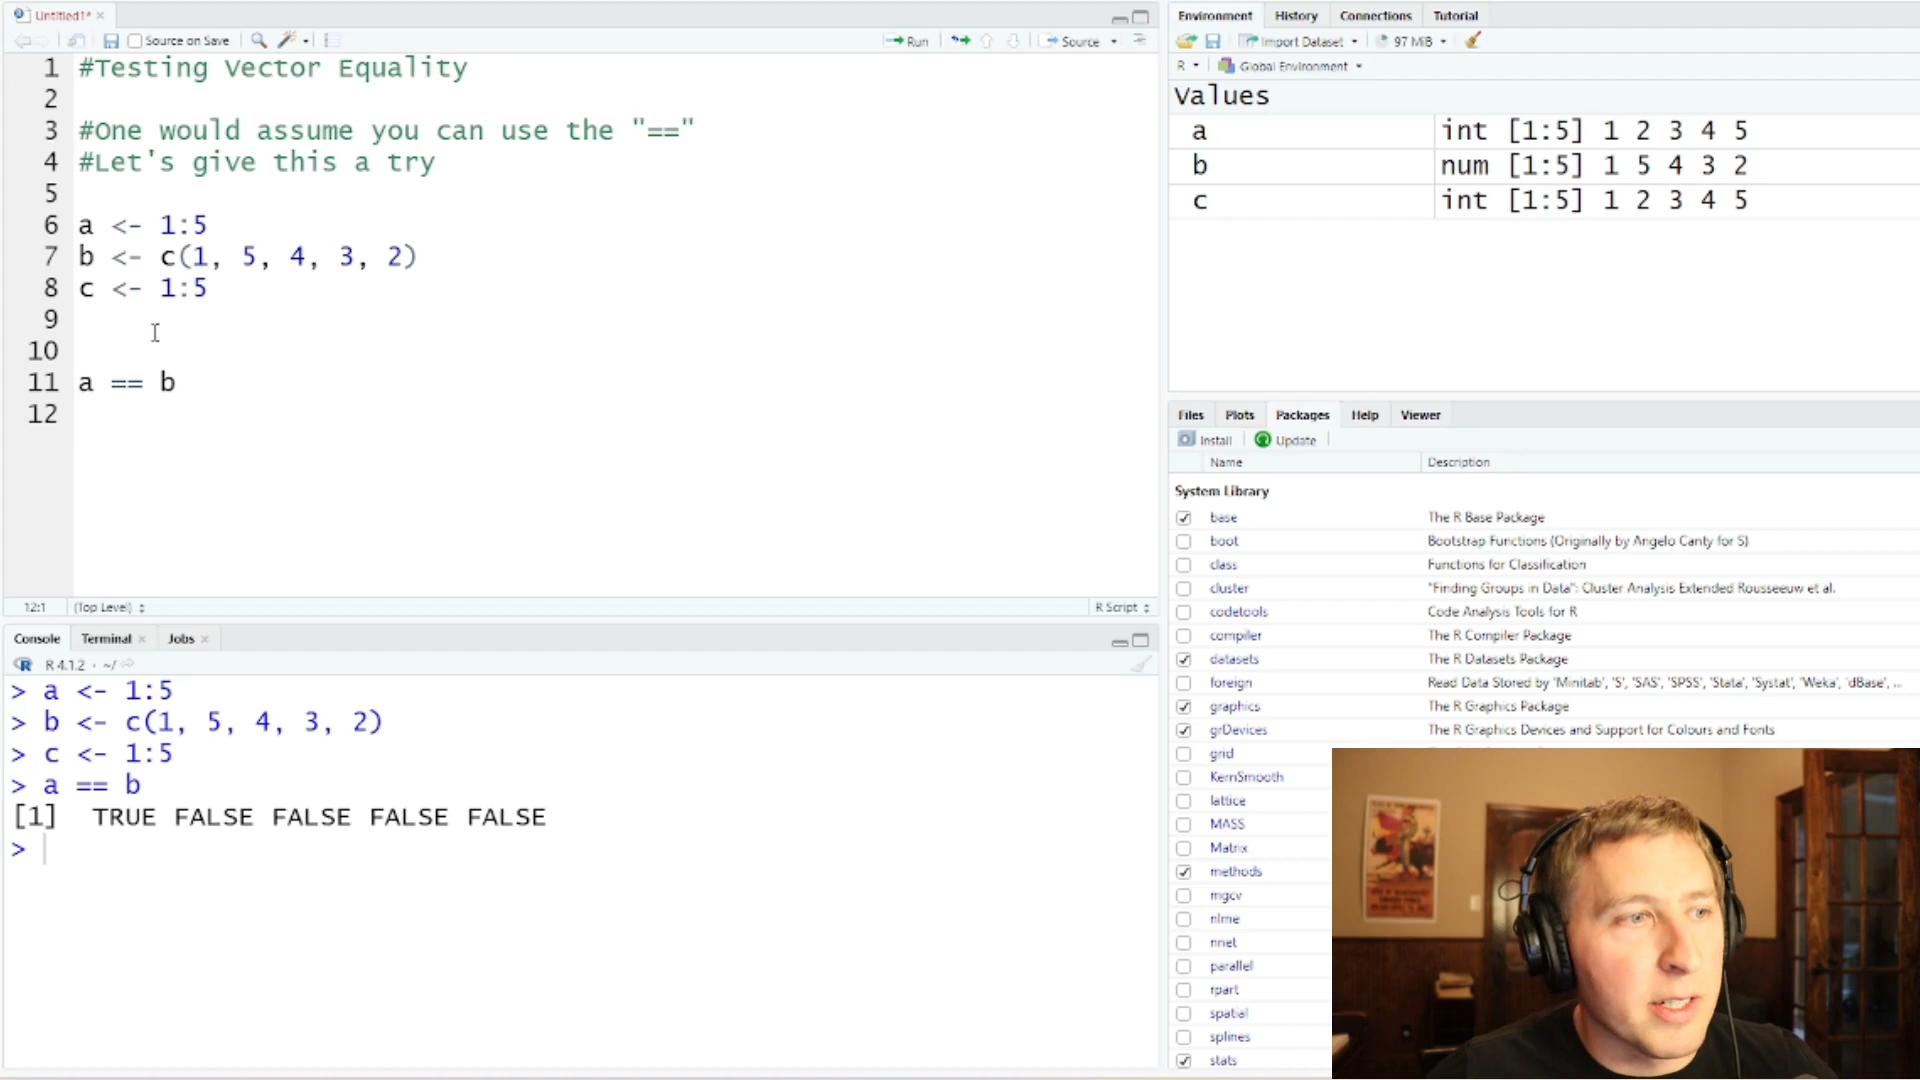 Untitled1* ×
Source on Save
Run
Source
1 #Testing Vector Equality
2
3 #One would assume you can use the "=="
4 #Let's give this a try
5
6 a <- 1:5
7 b <- c(1, 5, 4, 3, 2)
8 c <- 1:5
9
10
11 a == b
12
12:1 (Top Level)
R Script
Console Terminal × Jobs ×
R 4.1.2 · ~/
> a <- 1:5
> b <- c(1, 5, 4, 3, 2)
> c <- 1:5
> a == b
[1]  TRUE FALSE FALSE FALSE FALSE
>
Environment History Connections Tutorial
Import Dataset 97 MiB
R Global Environment
Values
a int [1:5] 1 2 3 4 5
b num [1:5] 1 5 4 3 2
c int [1:5] 1 2 3 4 5
Files Plots Packages Help Viewer
Install Update
Name Description
System Library
base The R Base Package
boot Bootstrap Functions (Originally by Angelo Canty for S)
class Functions for Classification
cluster "Finding Groups in Data": Cluster Analysis Extended Rousseeuw et al.
codetools Code Analysis Tools for R
compiler The R Compiler Package
datasets The R Datasets Package
foreign Read Data Stored by 'Minitab', 'S', 'SAS', 'SPSS', 'Stata', 'Systat', 'Weka', 'dBase', ...
graphics The R Graphics Package
grDevices The R Graphics Devices and Support for Colours and Fonts
grid
KernSmooth
lattice
MASS
Matrix
methods
mgcv
nlme
nnet
parallel
rpart
spatial
splines
stats